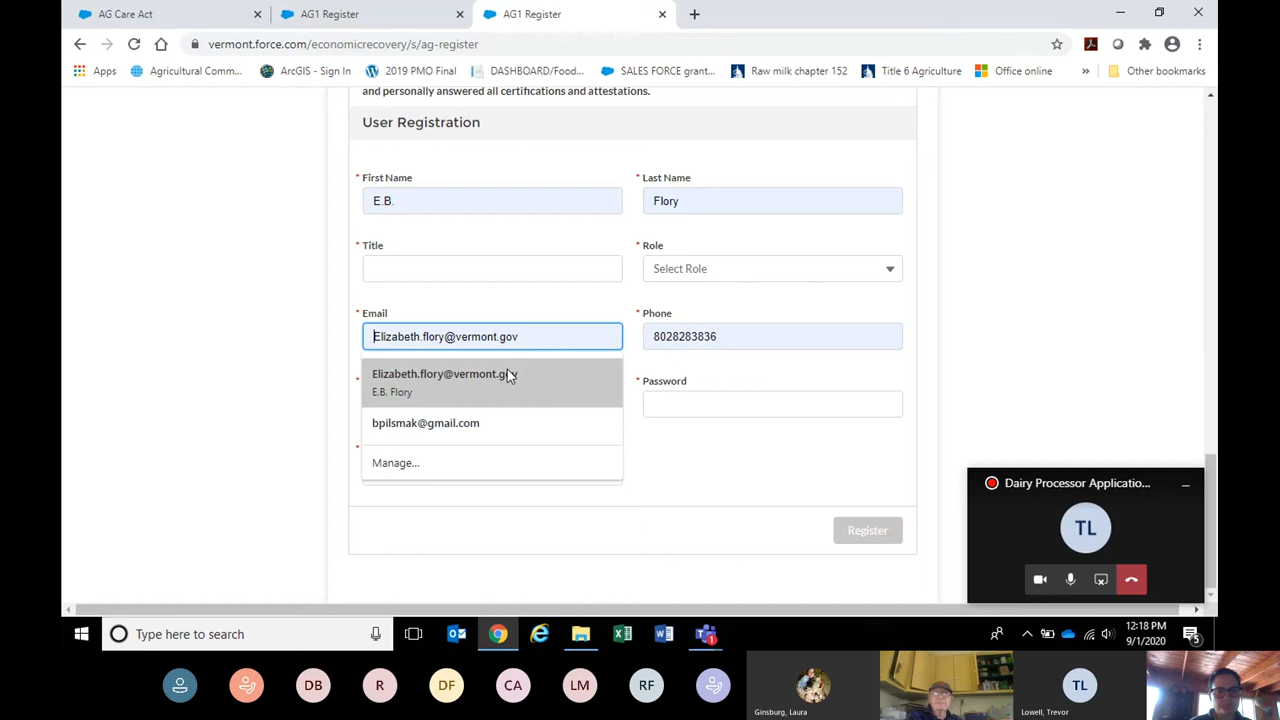 AG Care Act
AG1 Register
AG1 Register
vermont.force.com/economicrecovery/s/ag-register
Apps
Agricultural Comm...
ArcGIS - Sign In
2019 PMO Final
DASHBOARD/Food...
SALES FORCE grant...
Raw milk chapter 152
Title 6 Agriculture
Office online
»
Other bookmarks
and personally answered all certifications and attestations.
User Registration
* First Name
* Last Name
E.B.
Flory
* Title
* Role
Select Role
* Email
* Phone
Elizabeth.flory@vermont.gov
8028283836
Elizabeth.flory@vermont.gov
E.B. Flory
* Password
bpilsmak@gmail.com
Manage...
Register
Dairy Processor Applicatio...
TL
Type here to search
12:18 PM
9/1/2020
DB
R
DF
CA
LM
RF
TL
Ginsburg, Laura
Lowell, Trevor